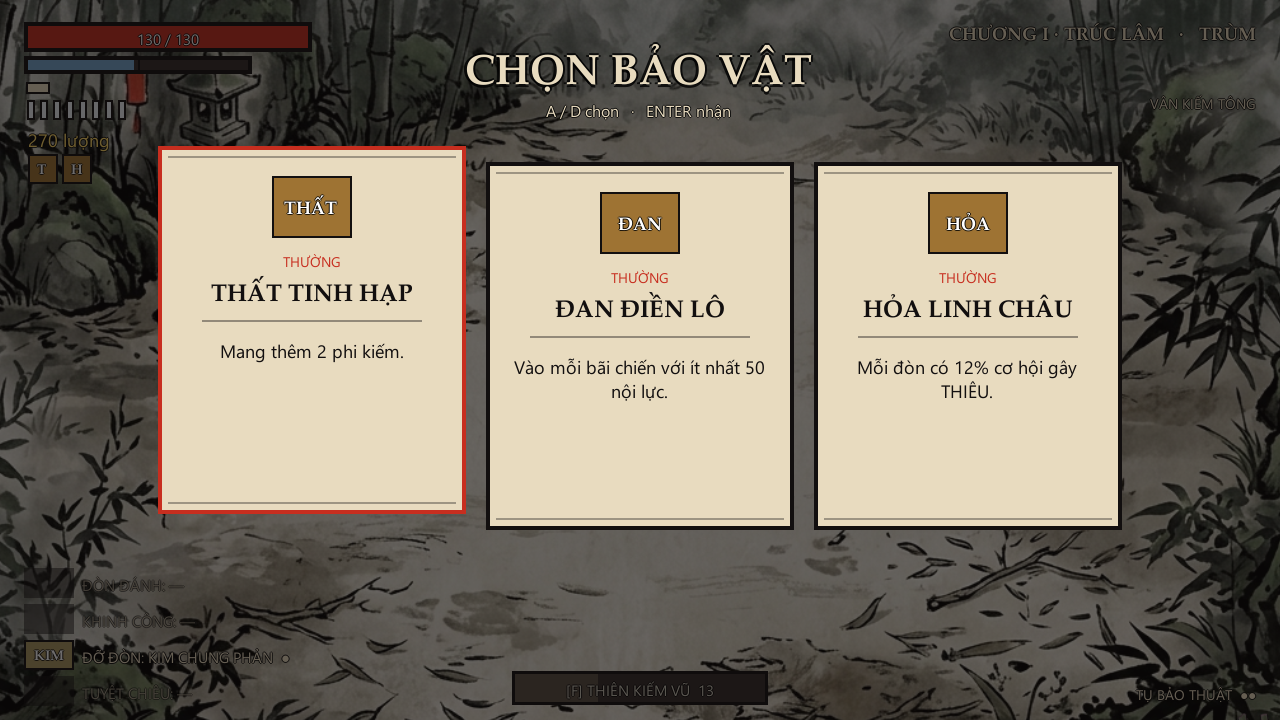 130 / 130
CHƯƠNG I · TRÚC LÂM · TRÙM
CHỌN BẢO VẬT
A / D chọn · ENTER nhận
VÂN KIẾM TÔNG
270 lượng
T H
THẤT
THƯỜNG
THẤT TINH HẠP
Mang thêm 2 phi kiếm.
ĐAN
THƯỜNG
ĐAN ĐIỀN LÔ
Vào mỗi bãi chiến với ít nhất 50
nội lực.
HỎA
THƯỜNG
HỎA LINH CHÂU
Mỗi đòn có 12% cơ hội gây
THIÊU.
ĐÒN ĐÁNH: —
KHINH CÔNG: —
KIM
ĐỠ ĐÒN: KIM CHUNG PHẢN
TUYỆT CHIÊU: —
[F] THIÊN KIẾM VŨ 13
TỤ BẢO THUẬT